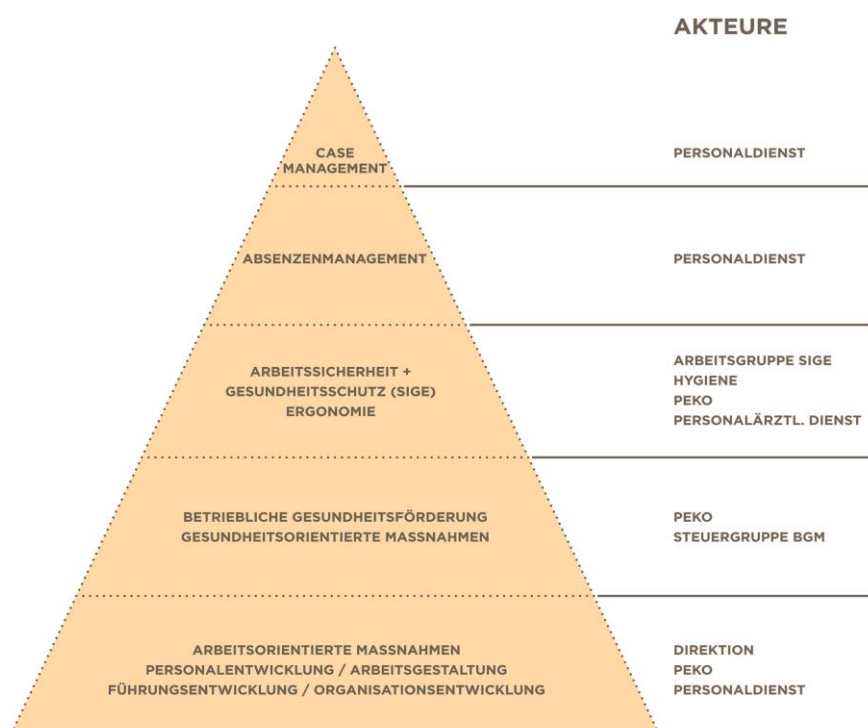 AKTEURE
CASE
MANAGEMENT
PERSONALDIENST
ABSENZENMANAGEMENT
PERSONALDIENST
ARBEITSSICHERHEIT +
GESUNDHEITSSCHUTZ (SIGE)
ERGONOMIE
ARBEITSGRUPPE SIGE
HYGIENE
PEKO
PERSONALÄRZTL. DIENST
BETRIEBLICHE GESUNDHEITSFÖRDERUNG
GESUNDHEITSORIENTIERTE MASSNAHMEN
PEKO
STEUERGRUPPE BGM
ARBEITSORIENTIERTE MASSNAHMEN
PERSONALENTWICKLUNG / ARBEITSGESTALTUNG
FÜHRUNGSENTWICKLUNG / ORGANISATIONSENTWICKLUNG
DIREKTION
PEKO
PERSONALDIENST